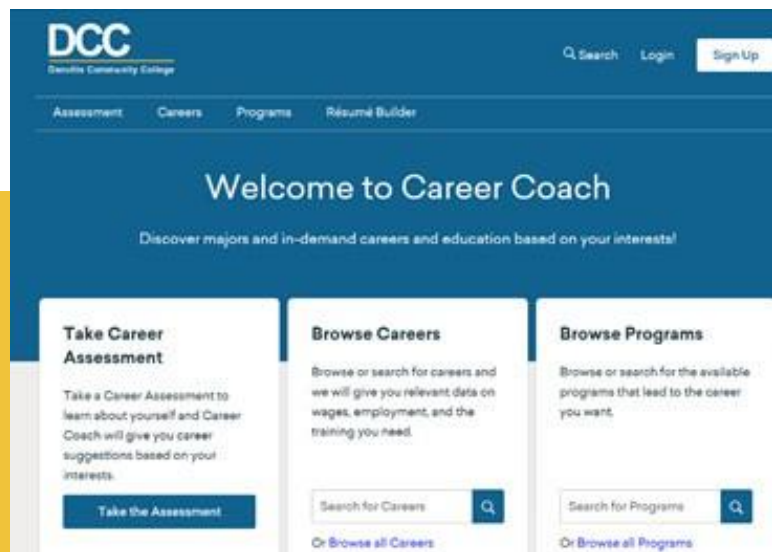 DCC
Danville Community College
Search Login Sign Up
Assessment Careers Programs Résumé Builder
Welcome to Career Coach
Discover majors and in-demand careers and education based on your interests!
Take Career
Assessment
Take a Career Assessment to
learn about yourself and Career
Coach will give you career
suggestions based on your
interests.
Take the Assessment
Browse Careers
Browse or search for careers and
we will give you relevant data on
wages, employment, and the
training you need.
Search for Careers
Or Browse all Careers
Browse Programs
Browse or search for the available
programs that lead to the career
you want.
Search for Programs
Or Browse all Programs